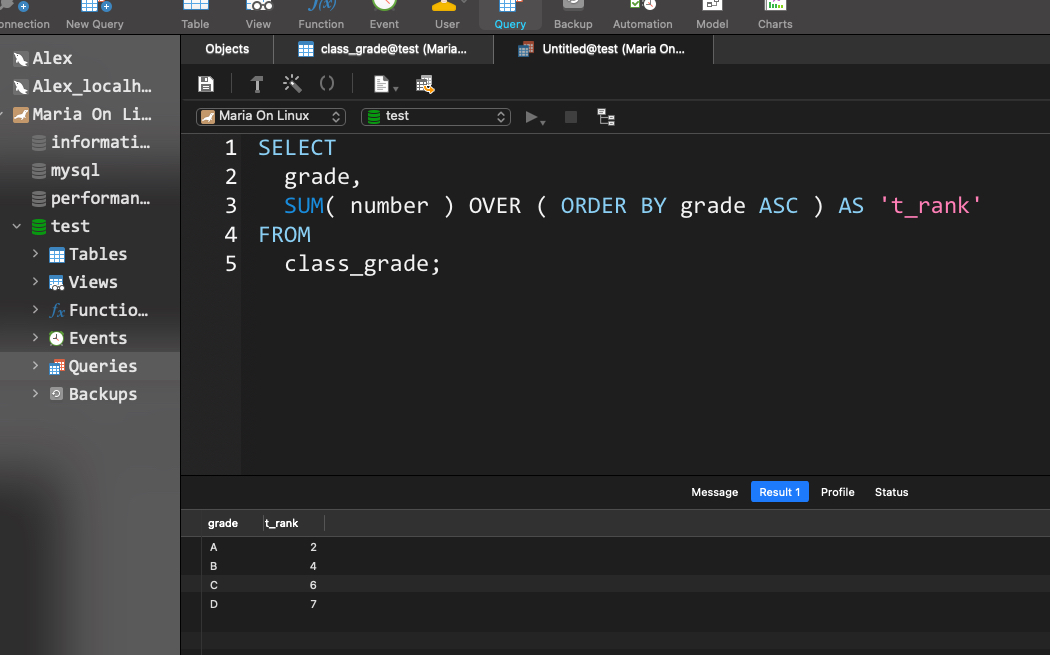 onnection New Query Table View Function Event User Query Backup Automation Model Charts
Objects class_grade@test (Maria... Untitled@test (Maria On...
Alex
Alex_localh...
Maria On Li...
informati...
mysql
performan...
test
Tables
Views
Functio...
Events
Queries
Backups
Maria On Linux test
1 SELECT
2 grade,
3 SUM( number ) OVER ( ORDER BY grade ASC ) AS 't_rank'
4 FROM
5 class_grade;
Message Result 1 Profile Status
grade t_rank
A 2
B 4
C 6
D 7